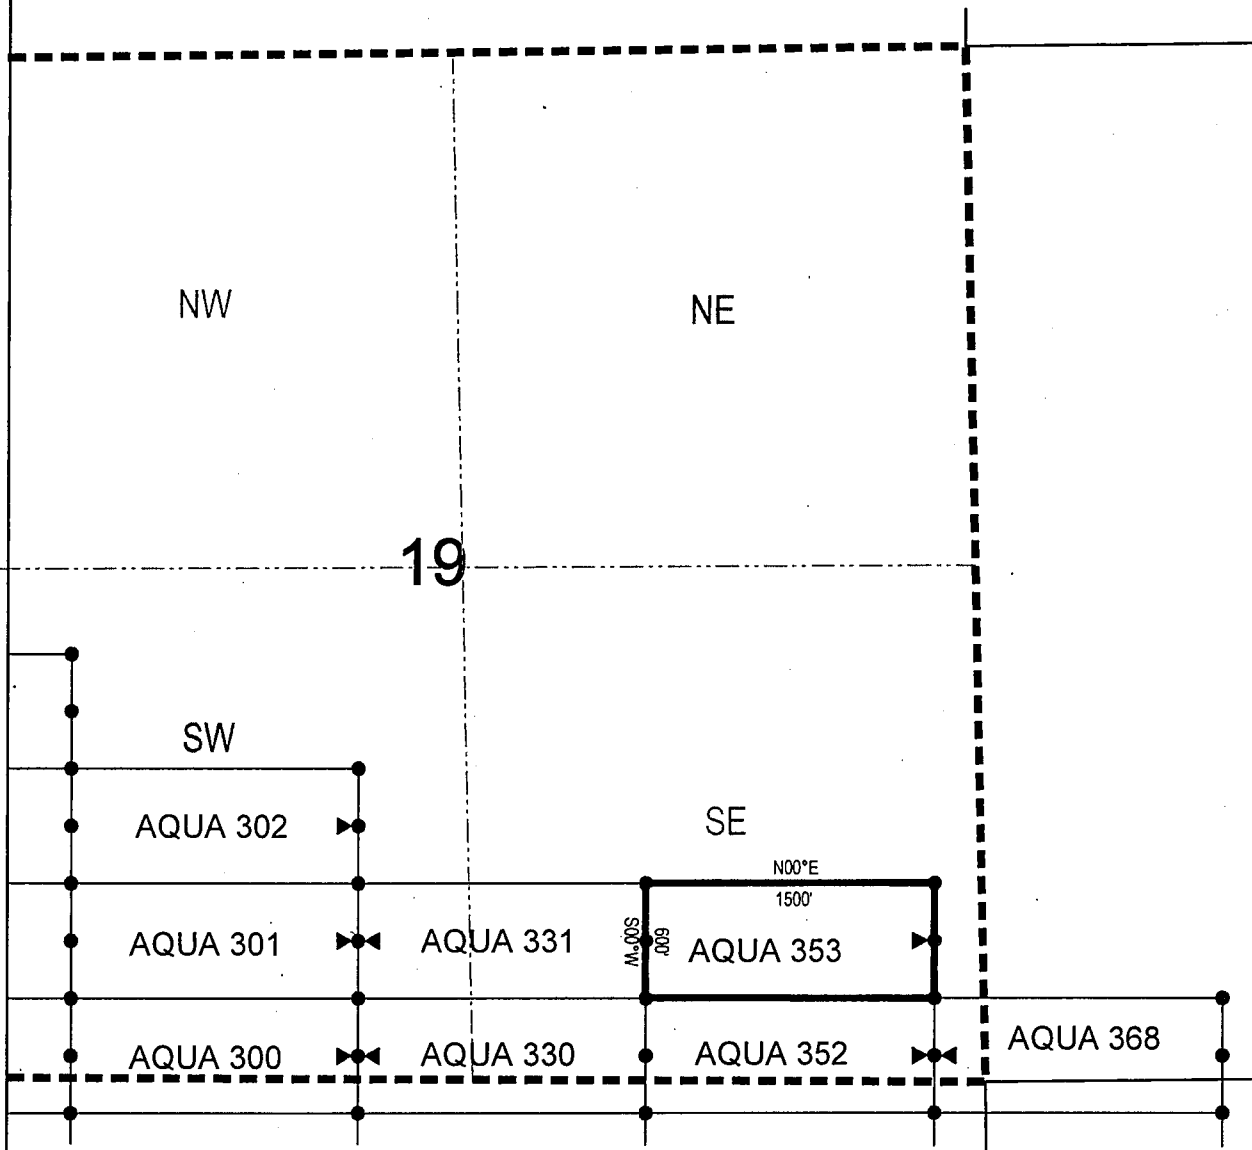 NW
NE
19
SW
AQUA 302
SE
N00°E
1500'
AQUA 301
AQUA 331
S00°W
600'
AQUA 353
AQUA 300
AQUA 330
AQUA 352
AQUA 368